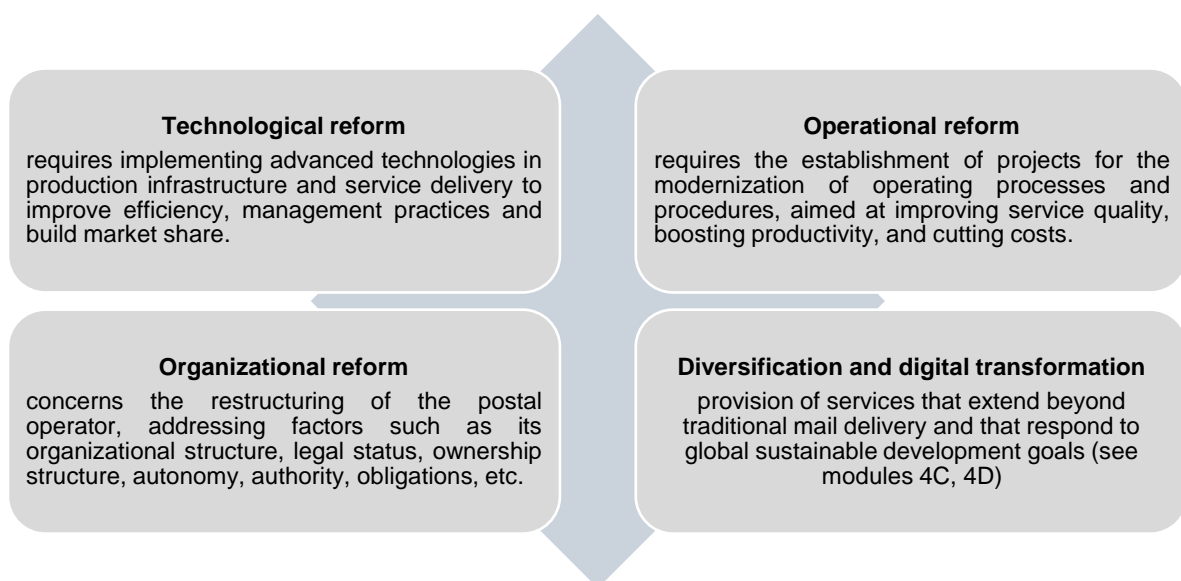 Technological reform
requires implementing advanced technologies in
production infrastructure and service delivery to
improve efficiency, management practices and
build market share.
Operational reform
requires the establishment of projects for the
modernization of operating processes and
procedures, aimed at improving service quality,
boosting productivity, and cutting costs.
Organizational reform
concerns the restructuring of the postal
operator, addressing factors such as its
organizational structure, legal status, ownership
structure, autonomy, authority, obligations, etc.
Diversification and digital transformation
provision of services that extend beyond
traditional mail delivery and that respond to
global sustainable development goals (see
modules 4C, 4D)